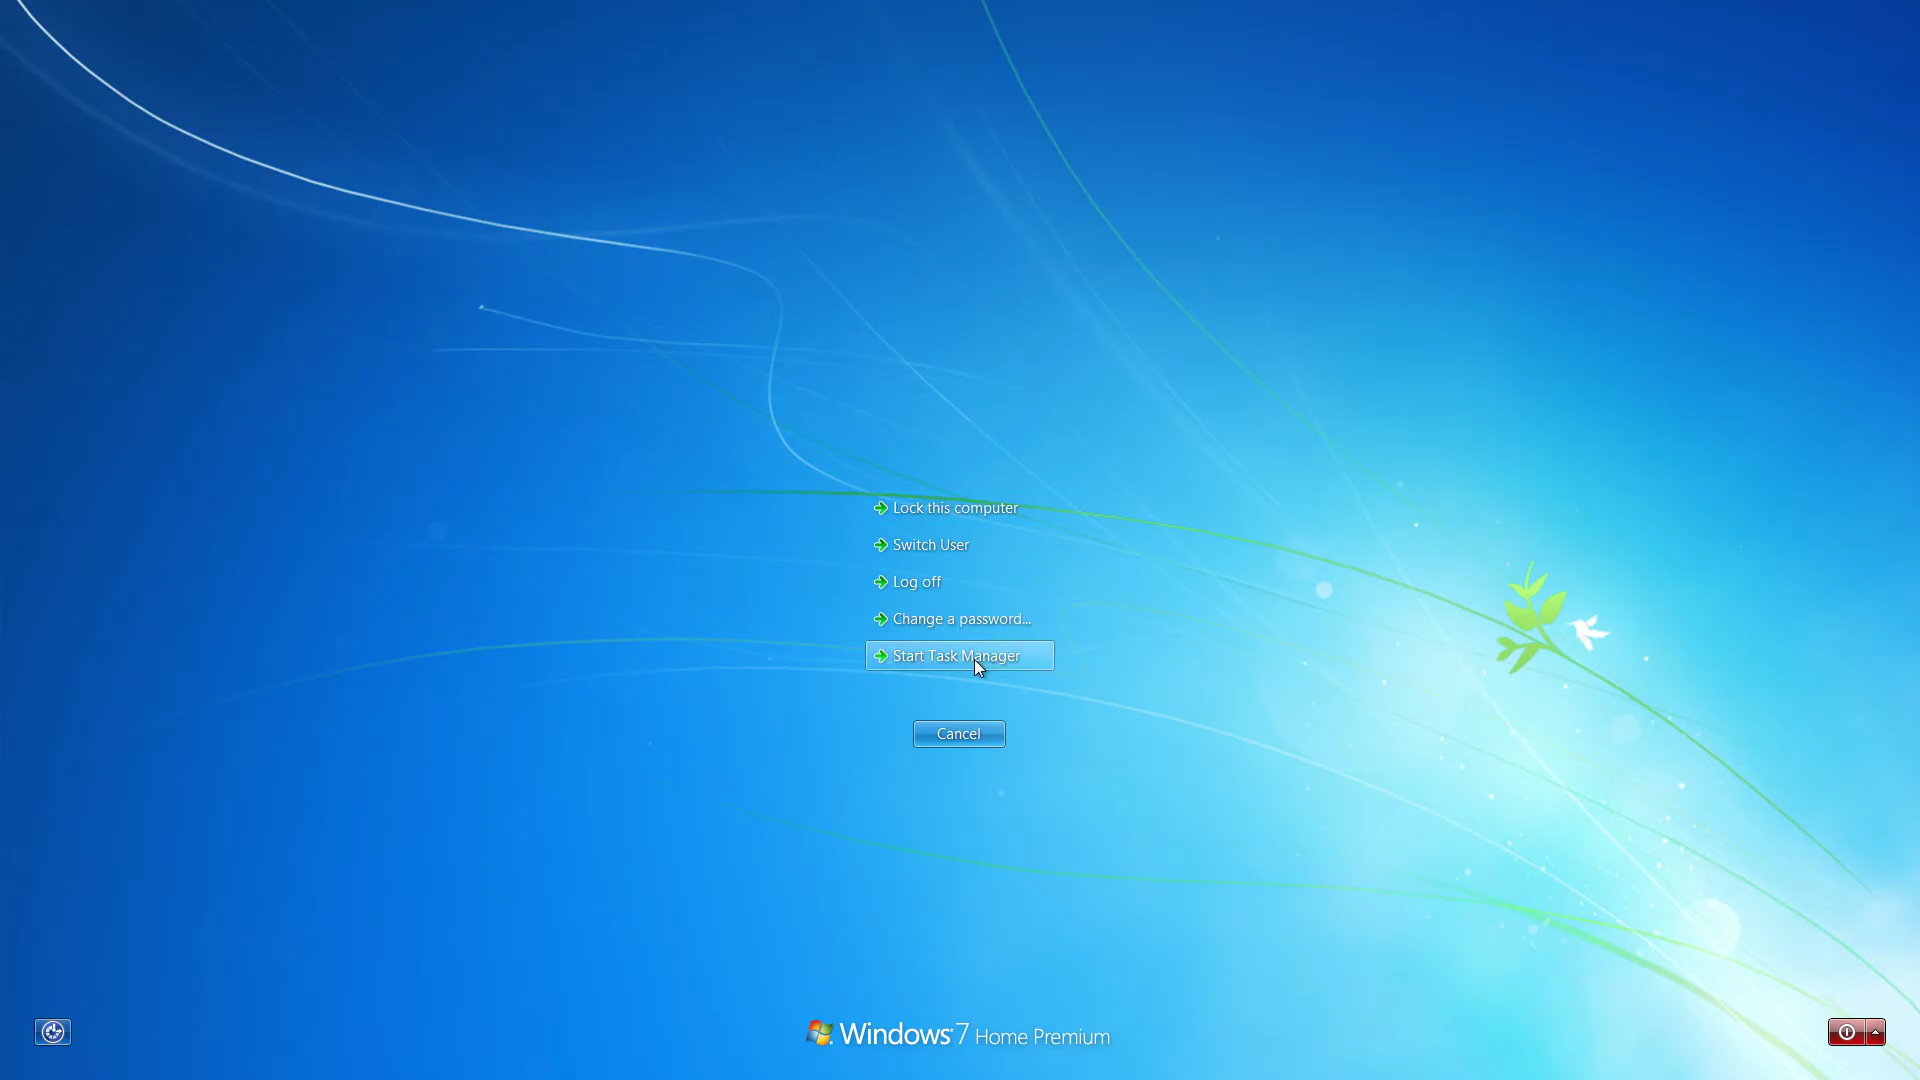 Lock this computer
Switch User
Log off
Change a password...
Start Task Manager
Cancel
Windows 7 Home Premium